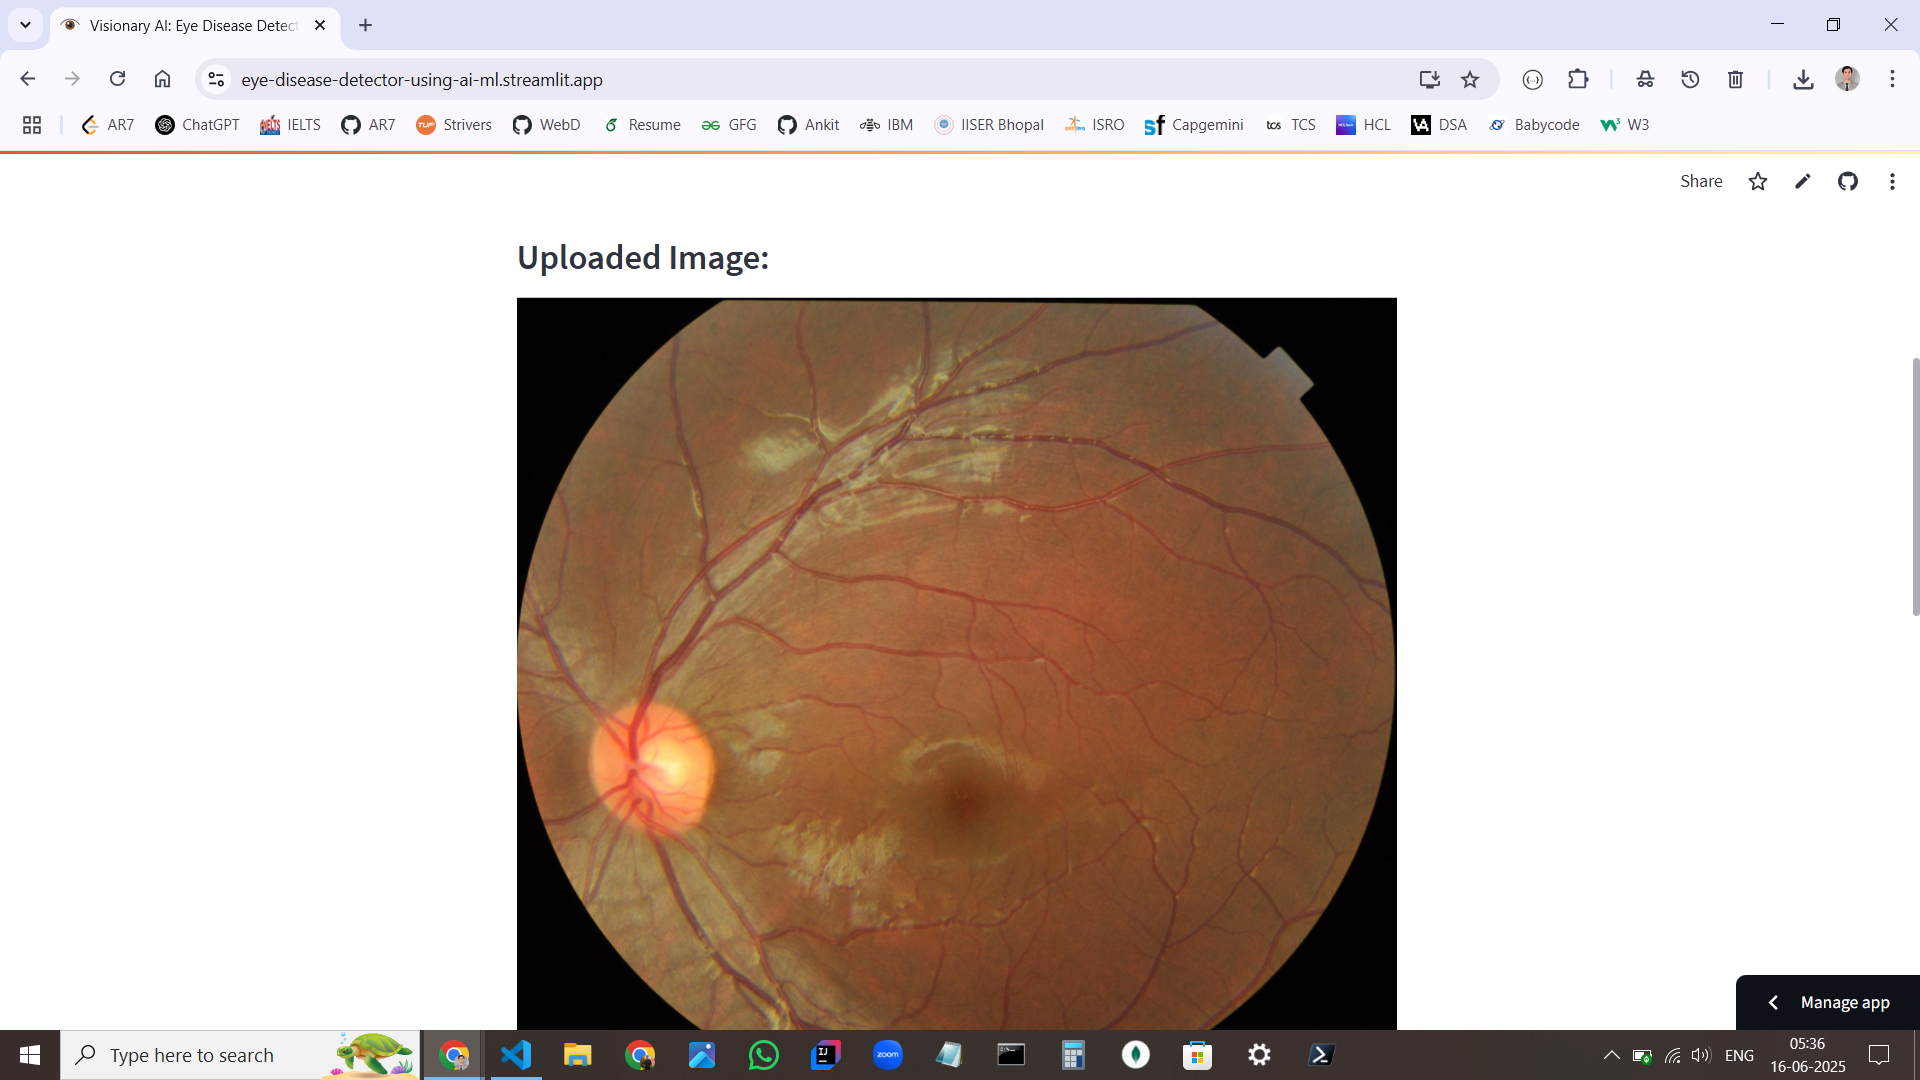 Visionary AI: Eye Disease Detect
eye-disease-detector-using-ai-ml.streamlit.app
AR7 ChatGPT IELTS AR7 Strivers WebD Resume GFG Ankit IBM IISER Bhopal ISRO Capgemini TCS HCL DSA Babycode W3
Share
Uploaded Image:
Manage app
Type here to search
zoom
ENG
05:36
16-06-2025